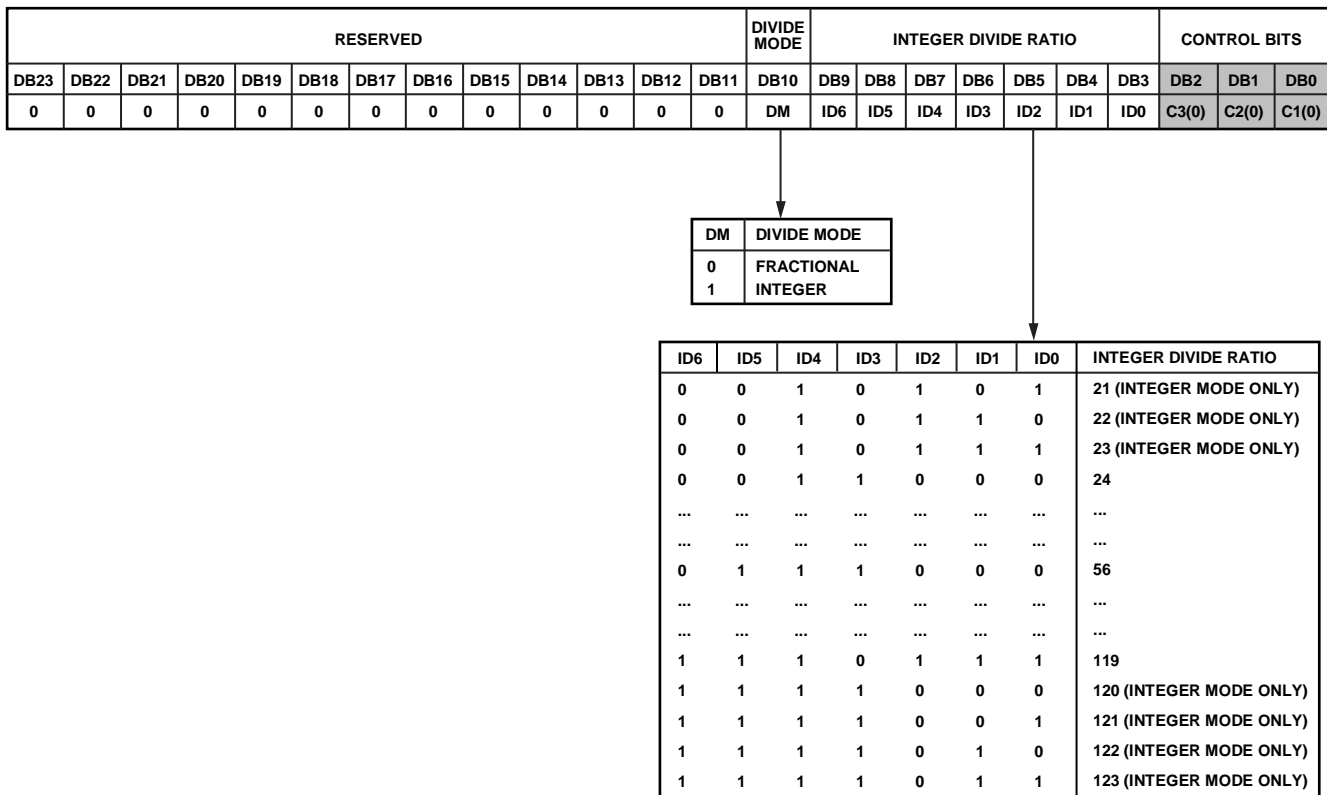 RESERVED DIVIDE MODE INTEGER DIVIDE RATIO CONTROL BITS
DB23 DB22 DB21 DB20 DB19 DB18 DB17 DB16 DB15 DB14 DB13 DB12 DB11 DB10 DB9 DB8 DB7 DB6 DB5 DB4 DB3 DB2 DB1 DB0
0 0 0 0 0 0 0 0 0 0 0 0 0 DM ID6 ID5 ID4 ID3 ID2 ID1 ID0 C3(0) C2(0) C1(0)
DM DIVIDE MODE
0 FRACTIONAL
1 INTEGER
ID6 ID5 ID4 ID3 ID2 ID1 ID0 INTEGER DIVIDE RATIO
0 0 1 0 1 0 1 21 (INTEGER MODE ONLY)
0 0 1 0 1 1 0 22 (INTEGER MODE ONLY)
0 0 1 0 1 1 1 23 (INTEGER MODE ONLY)
0 0 1 1 0 0 0 24
... ... ... ... ... ... ... ...
... ... ... ... ... ... ... ...
0 1 1 1 0 0 0 56
... ... ... ... ... ... ... ...
... ... ... ... ... ... ... ...
1 1 1 0 1 1 1 119
1 1 1 1 0 0 0 120 (INTEGER MODE ONLY)
1 1 1 1 0 0 1 121 (INTEGER MODE ONLY)
1 1 1 1 0 1 0 122 (INTEGER MODE ONLY)
1 1 1 1 0 1 1 123 (INTEGER MODE ONLY)